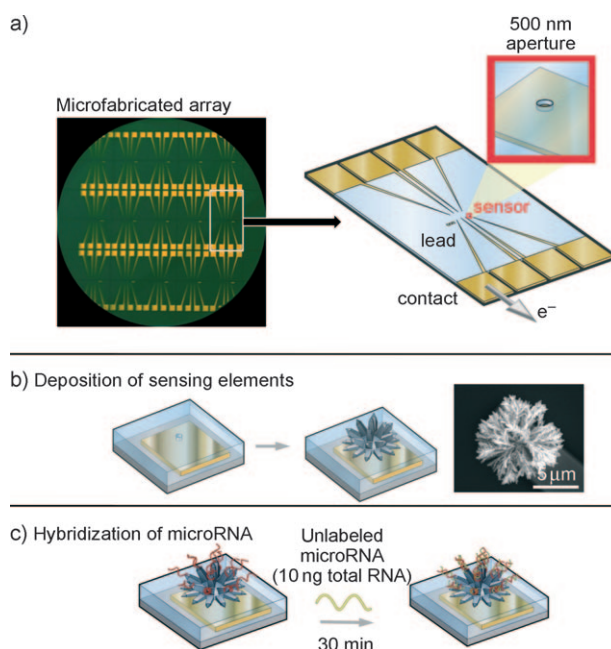 a)
500 nm
aperture
Microfabricated array
sensor
lead
contact
e⁻
b) Deposition of sensing elements
5 μm
c) Hybridization of microRNA
Unlabeled
microRNA
(10 ng total RNA)
30 min